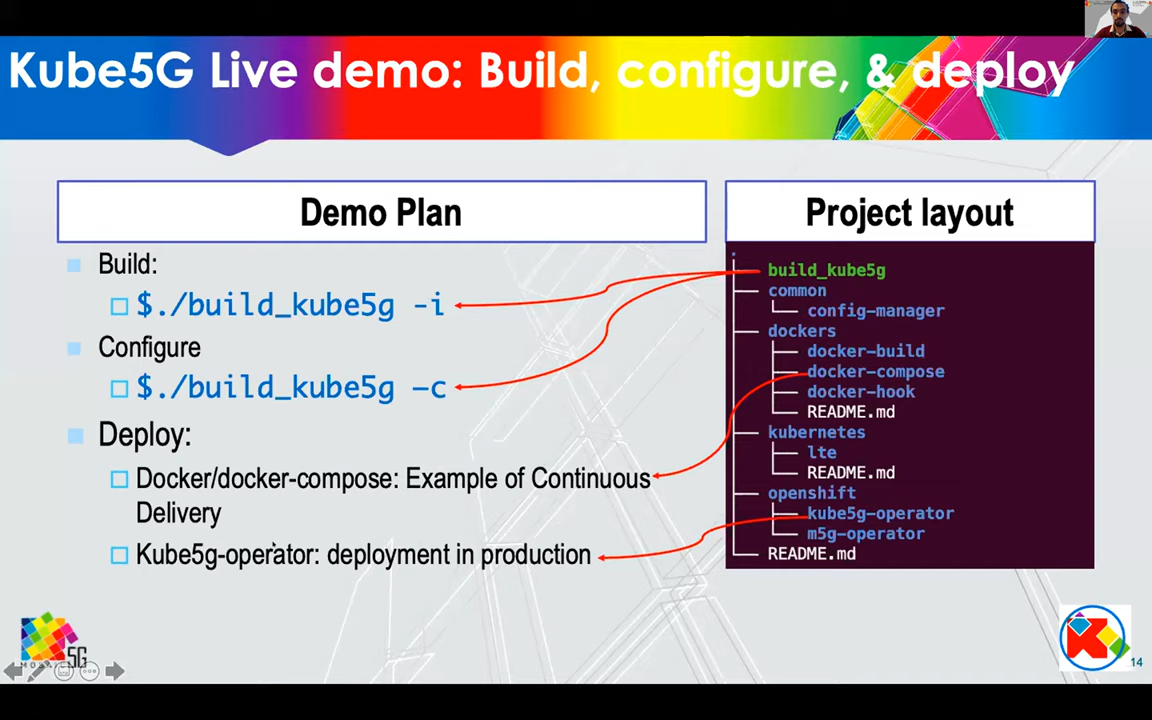 Kube5G Live demo: Build, configure, & deploy
Demo Plan
Build:
$./build_kube5g -i
Configure
$./build_kube5g –c
Deploy:
Docker/docker-compose: Example of Continuous
Delivery
Kube5g-operator: deployment in production
Project layout
.
build_kube5g
common
config-manager
dockers
docker-build
docker-compose
docker-hook
README.md
kubernetes
lte
README.md
openshift
kube5g-operator
m5g-operator
README.md
MOSAIC 5G
K
14